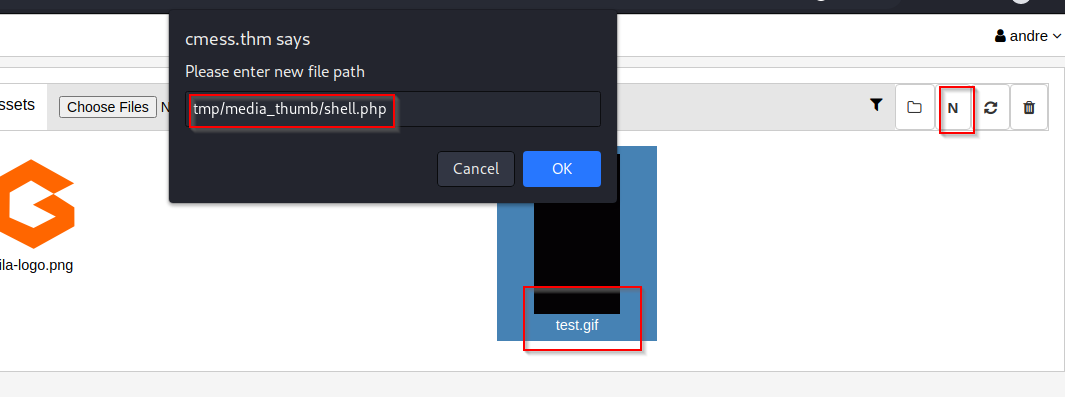 cmess.thm says
andre
Please enter new file path
tmp/media_thumb/shell.php
ssets
Choose Files N
N
Cancel
OK
ila-logo.png
test.gif